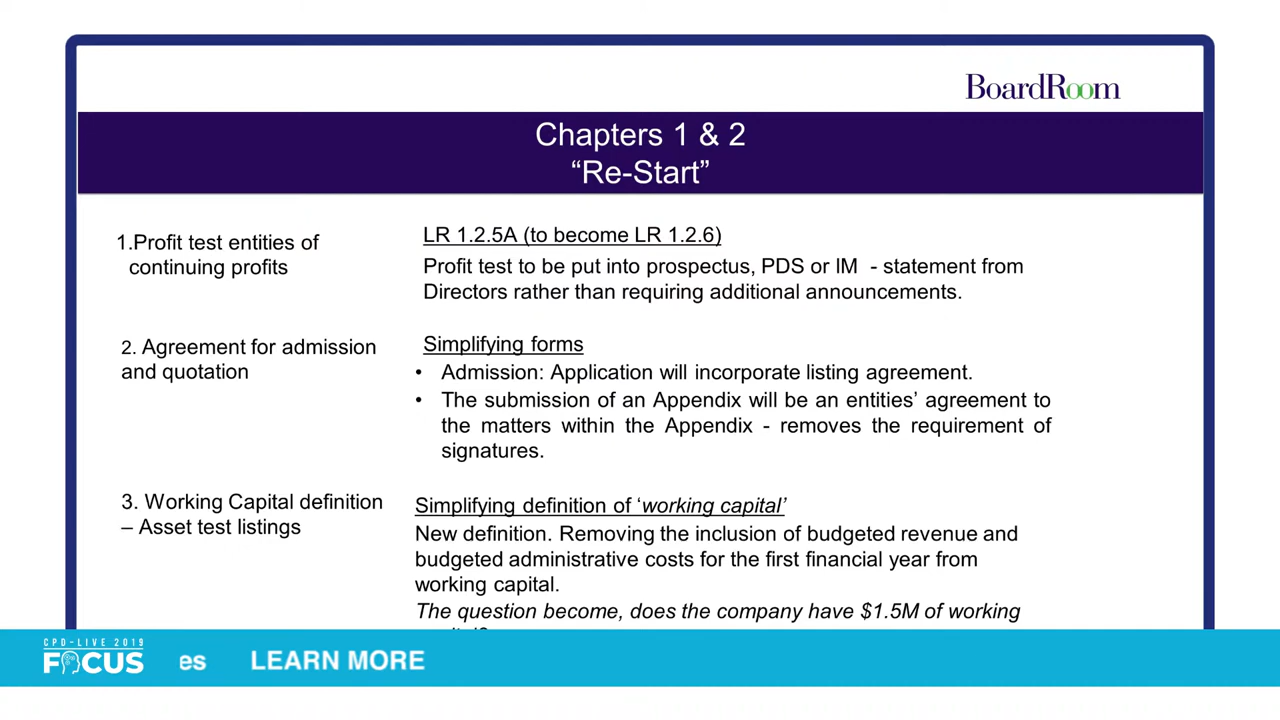 BoardRoom
Chapters 1 & 2
“Re-Start”
1.Profit test entities of
continuing profits
LR 1.2.5A (to become LR 1.2.6)
Profit test to be put into prospectus, PDS or IM - statement from
Directors rather than requiring additional announcements.
2. Agreement for admission
and quotation
Simplifying forms
• Admission: Application will incorporate listing agreement.
• The submission of an Appendix will be an entities’ agreement to
the matters within the Appendix - removes the requirement of
signatures.
3. Working Capital definition
– Asset test listings
Simplifying definition of ‘working capital’
New definition. Removing the inclusion of budgeted revenue and
budgeted administrative costs for the first financial year from
working capital.
The question become, does the company have $1.5M of working
CPD-LIVE 2019
FOCUS
es
LEARN MORE